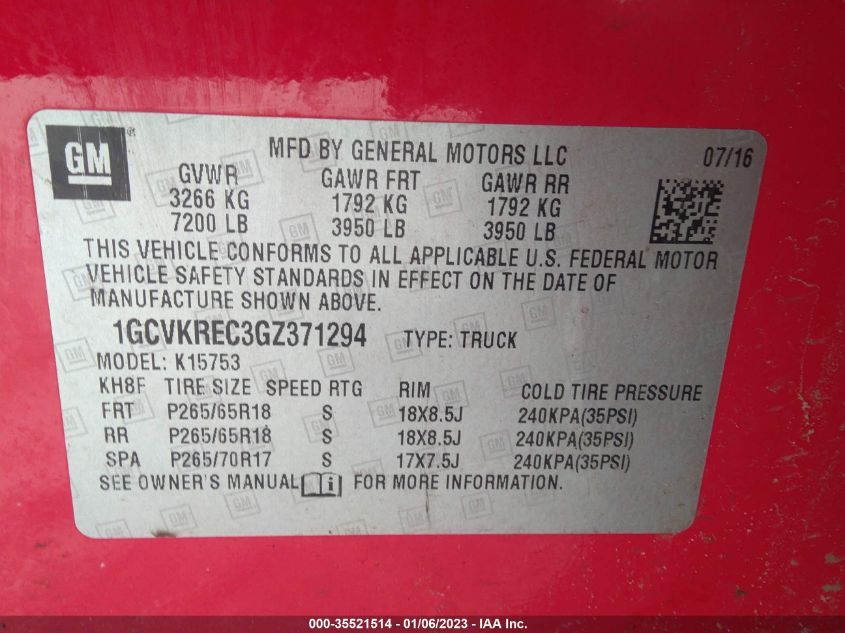 GM ®
MFD BY GENERAL MOTORS LLC 07/16
GVWR GAWR FRT GAWR RR
3266 KG 1792 KG 1792 KG
7200 LB 3950 LB 3950 LB
THIS VEHICLE CONFORMS TO ALL APPLICABLE U.S. FEDERAL MOTOR
VEHICLE SAFETY STANDARDS IN EFFECT ON THE DATE OF
MANUFACTURE SHOWN ABOVE.
1GCVKREC3GZ371294 TYPE: TRUCK
MODEL: K15753
KH8F TIRE SIZE SPEED RTG RIM COLD TIRE PRESSURE
FRT P265/65R18 S 18X8.5J 240KPA(35PSI)
RR P265/65R18 S 18X8.5J 240KPA(35PSI)
SPA P265/70R17 S 17X7.5J 240KPA(35PSI)
SEE OWNER'S MANUAL FOR MORE INFORMATION.
000-35521514 - 01/06/2023 - IAA Inc.